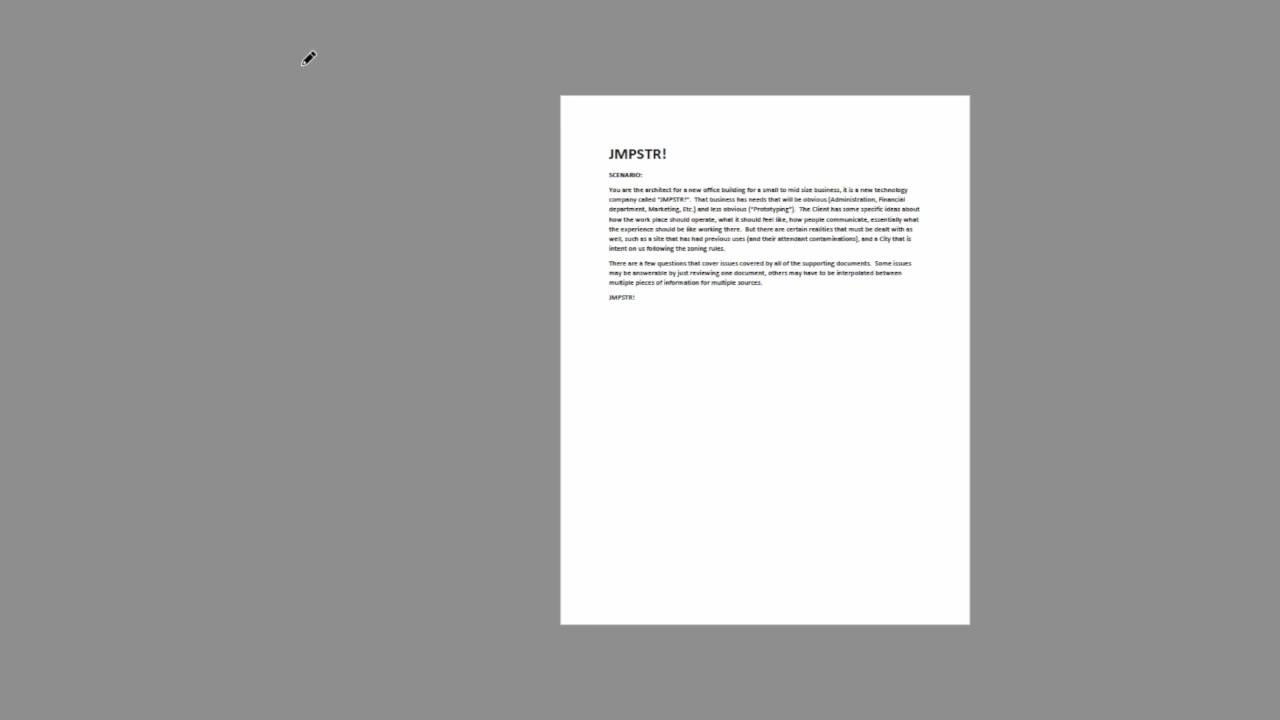 JMPSTR!
SCENARIO:
You are the architect for a new office building for a small to mid size business, it is a new technology
company called "JMPSTR!".  That business has needs that will be obvious (Administration, Financial
department, Marketing, Etc.) and less obvious ("Prototyping").  The Client has some specific ideas about
how the work place should operate, what it should feel like, how people communicate, essentially what
the experience should be like working there.  But there are certain realities that must be dealt with as
well, such as a site that has had previous uses (and their attendant contaminations), and a City that is
intent on us following the zoning rules.
There are a few questions that cover issues covered by all of the supporting documents.  Some issues
may be answerable by just reviewing one document, others may have to be interpolated between
multiple pieces of information for multiple sources.
JMPSTR!